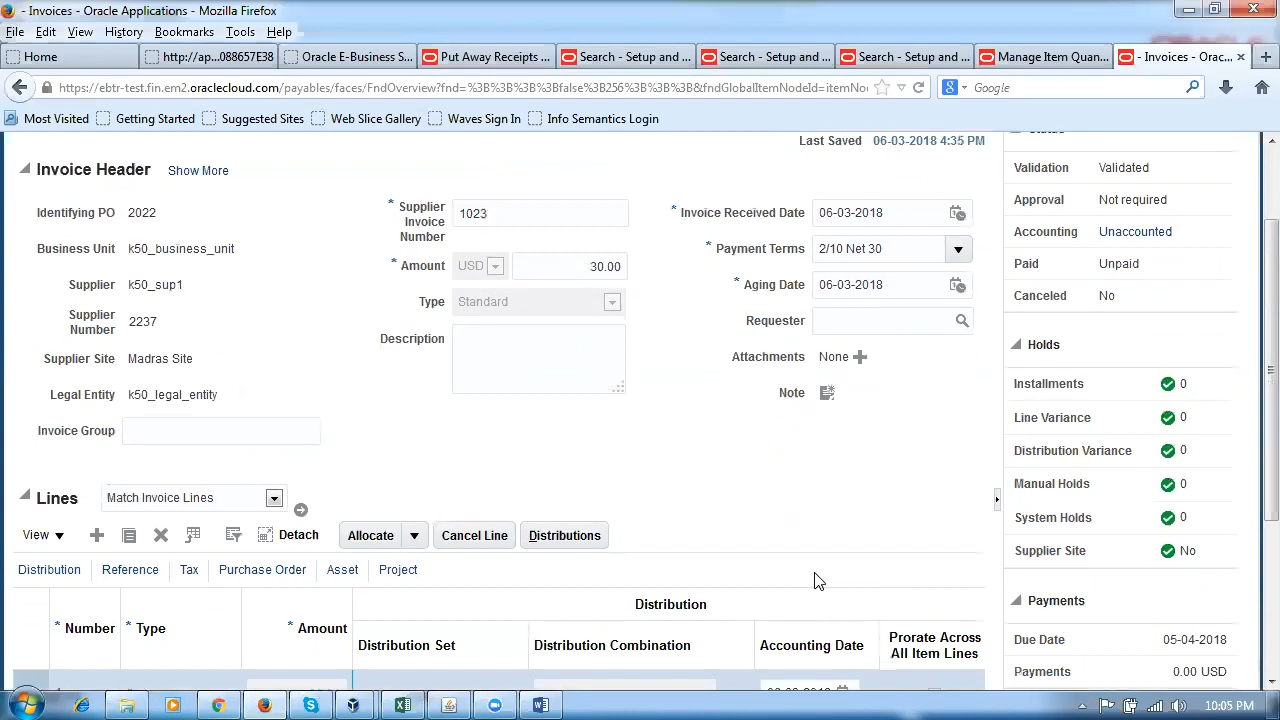 - Invoices - Oracle Applications - Mozilla Firefox
File Edit View History Bookmarks Tools Help
Home
http://ap...088657E38
Oracle E-Business S...
Put Away Receipts ...
Search - Setup and ...
Search - Setup and ...
Search - Setup and ...
Manage Item Quan...
- Invoices - Orac...
https://ebtr-test.fin.em2.oraclecloud.com/payables/faces/FndOverview?fnd=%3B%3B%3B%3Bfalse%3B256%3B%3B%3B&fndGlobalItemNodeId=itemNo
Google
Most Visited Getting Started Suggested Sites Web Slice Gallery Waves Sign In Info Semantics Location
Last Saved 06-03-2018 4:35 PM
Invoice Header Show More
Identifying PO 2022
Business Unit k50_business_unit
Supplier k50_sup1
Supplier Number 2237
Supplier Site Madras Site
Legal Entity k50_legal_entity
Invoice Group
* Supplier Invoice Number 1023
* Amount USD 30.00
Type Standard
Description
* Invoice Received Date 06-03-2018
* Payment Terms 2/10 Net 30
* Aging Date 06-03-2018
Requester
Attachments None
Note
Status
Validation Validated
Approval Not required
Accounting Unaccounted
Paid Unpaid
Canceled No
Holds
Installments 0
Line Variance 0
Distribution Variance 0
Manual Holds 0
System Holds 0
Supplier Site No
Payments
Due Date 05-04-2018
Payments 0.00 USD
Lines Match Invoice Lines
View Detach Allocate Cancel Line Distributions
Distribution Reference Tax Purchase Order Asset Project
Distribution
* Number * Type * Amount Distribution Set Distribution Combination Accounting Date Prorate Across All Item Lines
10:05 PM